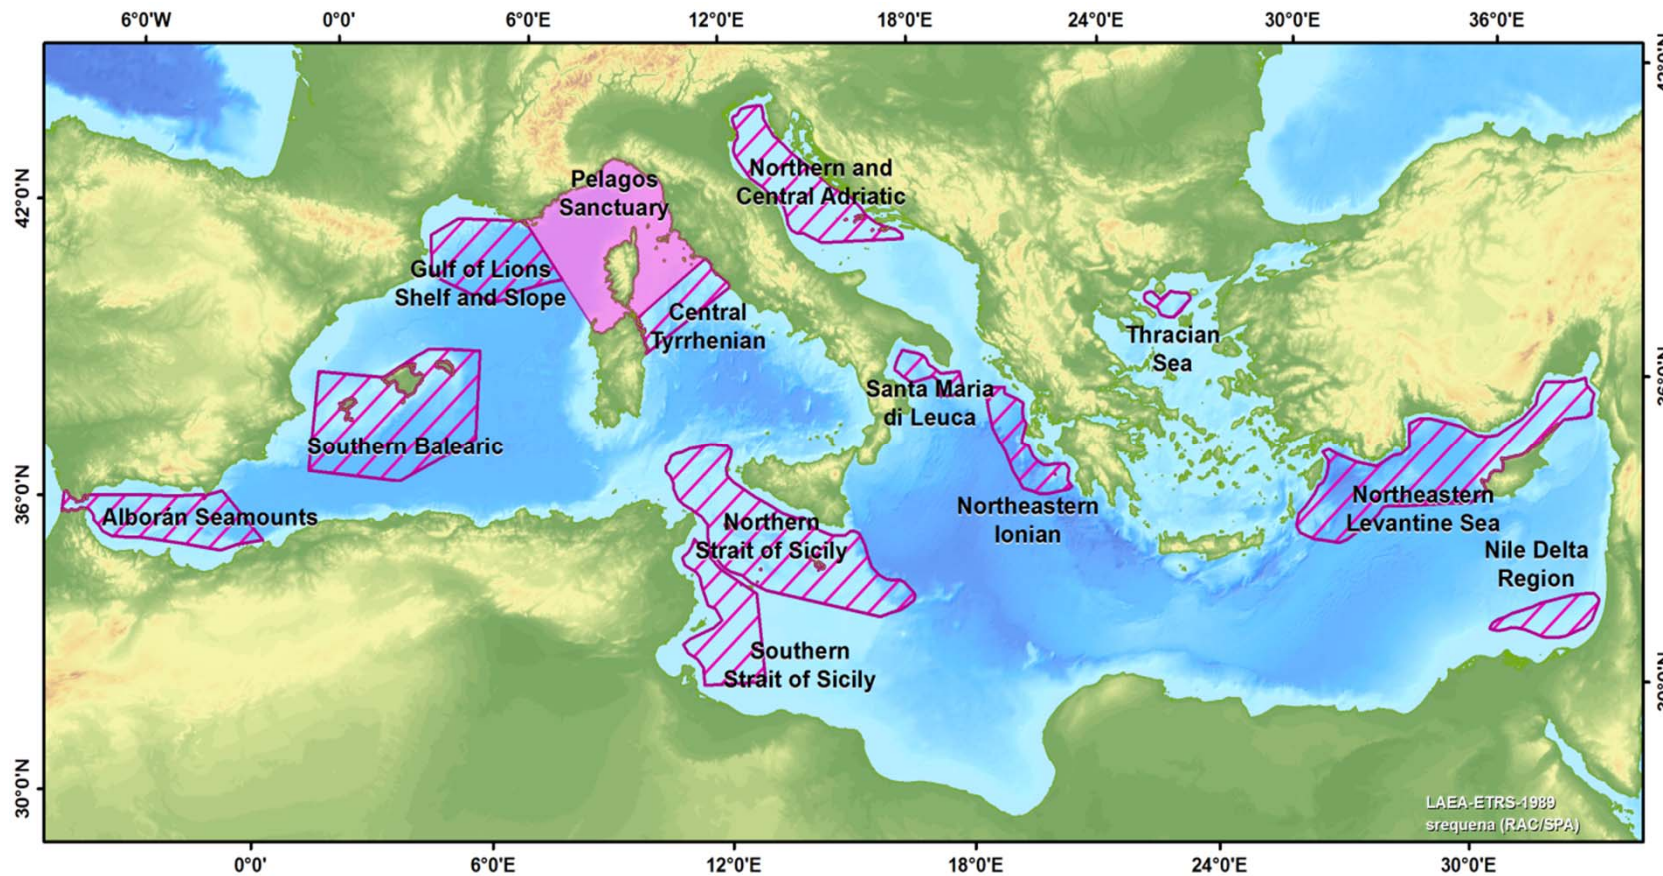 6°0'W 0°0' 6°0'E 12°0'E 18°0'E 24°0'E 30°0'E 36°0'E
42°N
36°0'N
30°0'N
Northern and
Central Adriatic
Pelagos
Sanctuary
Gulf of Lions
Shelf and Slope
Central
Tyrrhenian
Thracian
Sea
Santa Maria
di Leuca
Southern Balearic
Alborán Seamounts
Northeastern
Ionian
Northeastern
Levantine Sea
Northern
Strait of Sicily
Nile Delta
Region
Southern
Strait of Sicily
LAEA-ETRS-1989
srequena (RAC/SPA)
0°0' 6°0'E 12°0'E 18°0'E 24°0'E 30°0'E